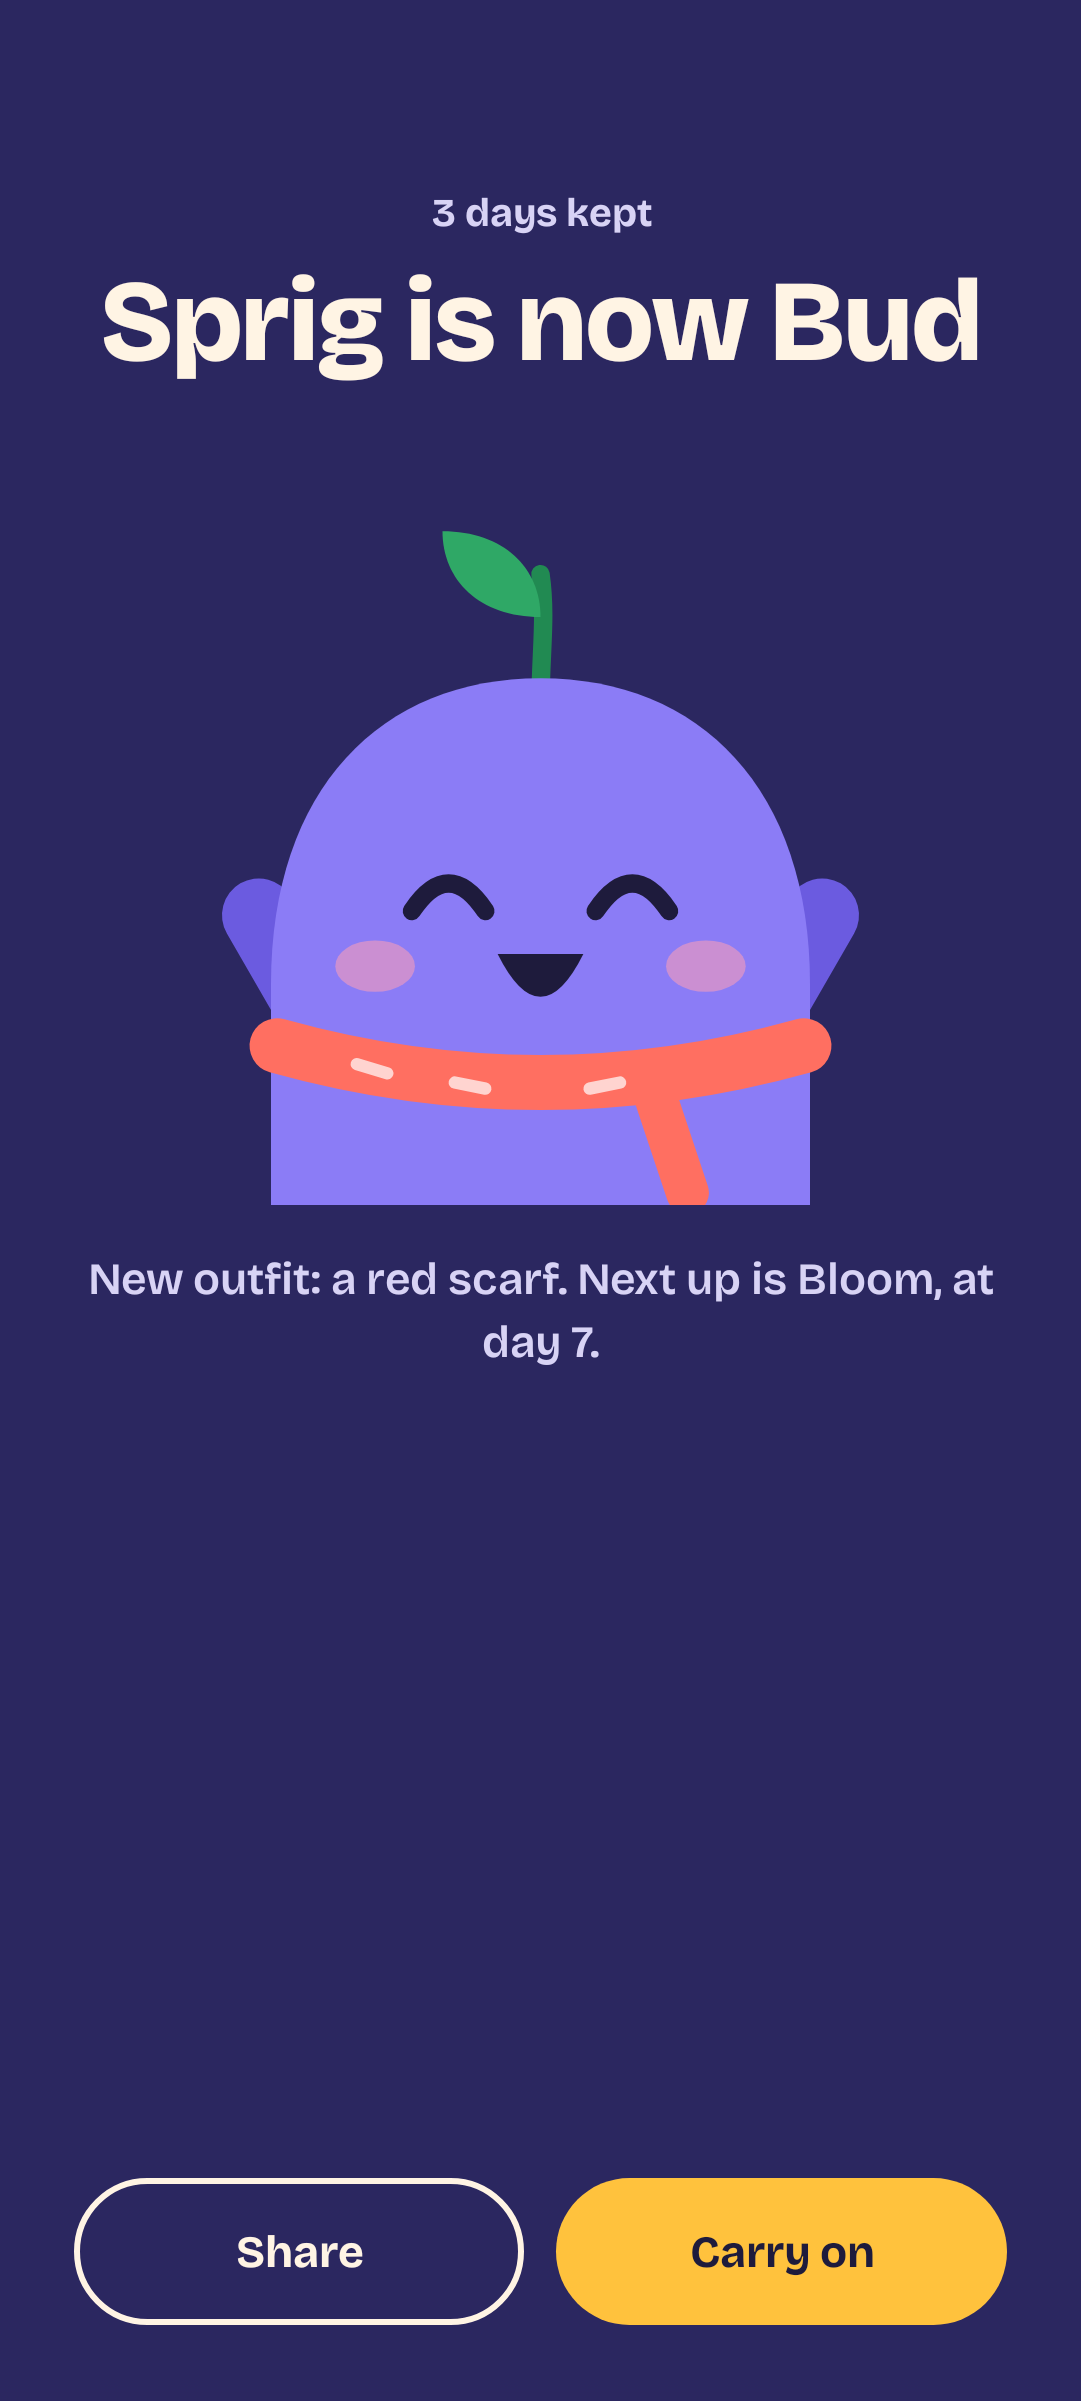 3 days kept
Sprig is now Bud
New outfit: a red scarf. Next up is Bloom, at
day 7.
Share
Carry on